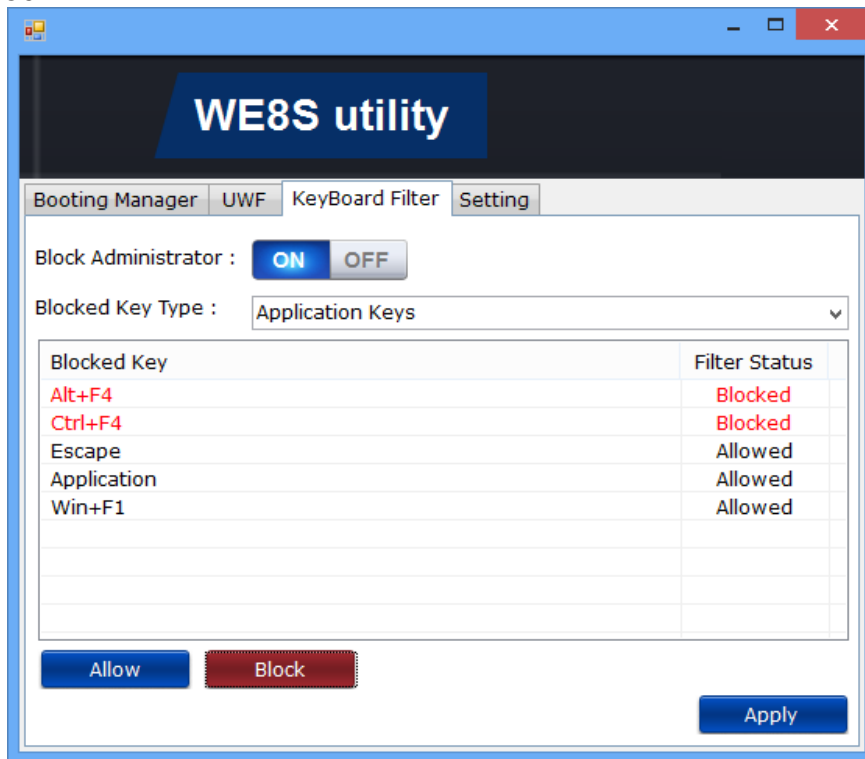 WE8S utility
Booting Manager UWF KeyBoard Filter Setting
Block Administrator : ON OFF
Blocked Key Type : Application Keys
Blocked Key Filter Status
Alt+F4 Blocked
Ctrl+F4 Blocked
Escape Allowed
Application Allowed
Win+F1 Allowed
Allow Block
Apply